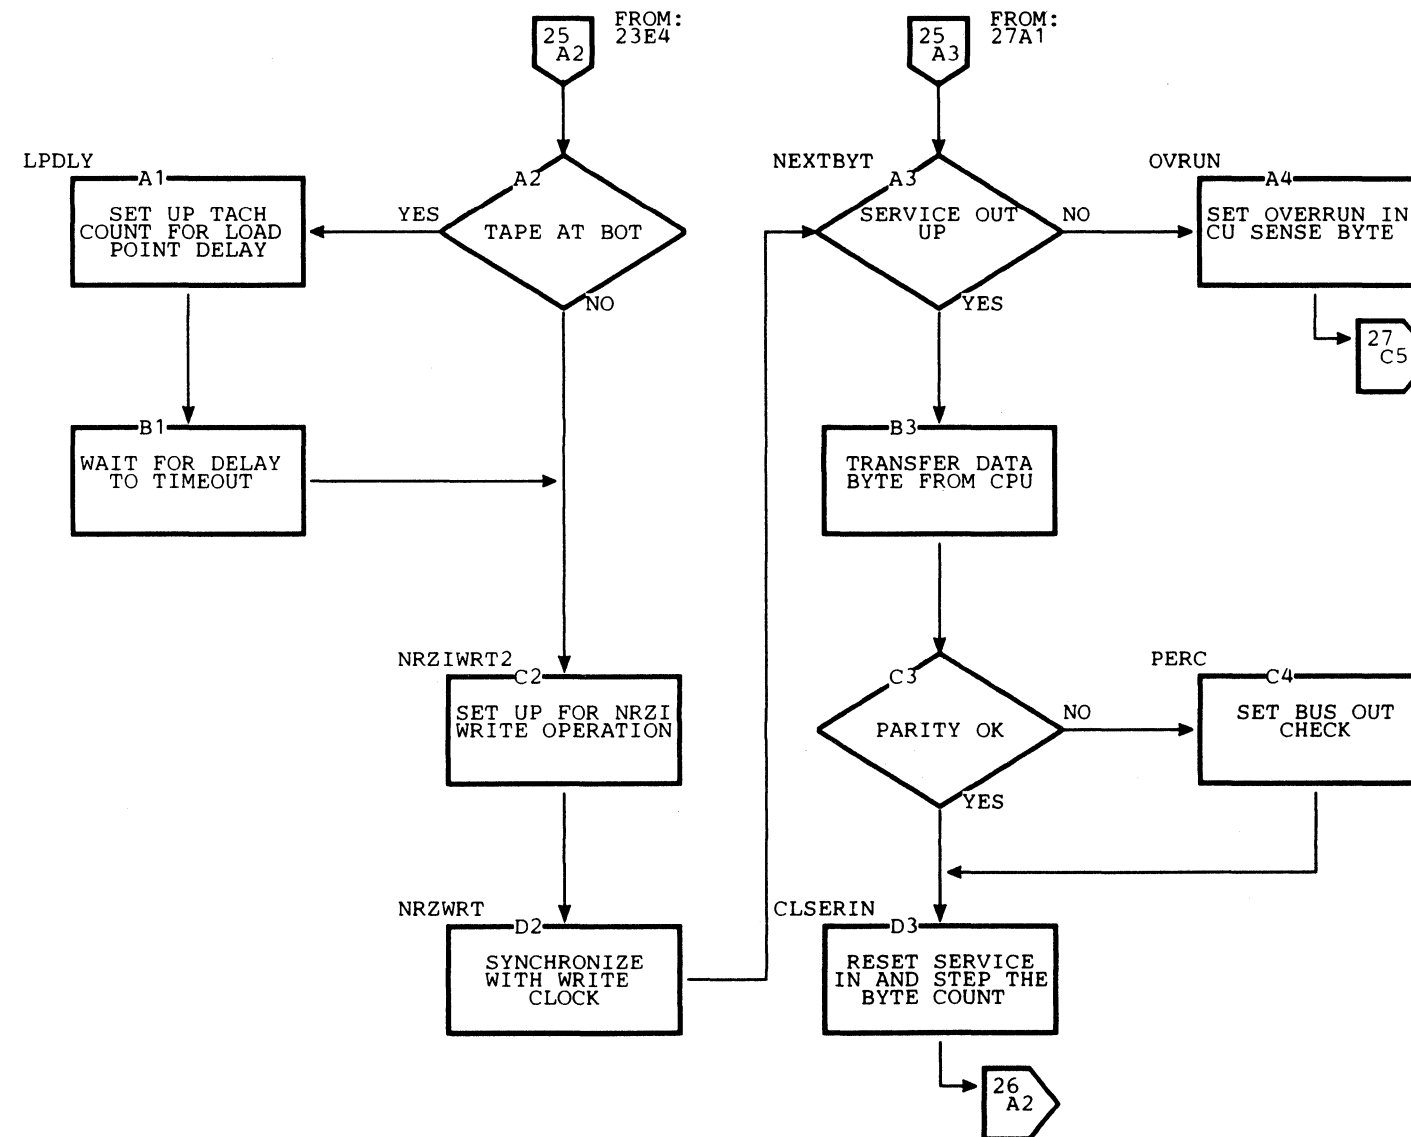 25
A2
FROM:
23E4
25
A3
FROM:
27A1
LPDLY
A1
SET UP TACH
COUNT FOR LOAD
POINT DELAY
YES
A2
TAPE AT BOT
NO
NEXTBYT
A3
SERVICE OUT
UP
NO
YES
OVRUN
A4
SET OVERRUN IN
CU SENSE BYTE
27
C5
B1
WAIT FOR DELAY
TO TIMEOUT
B3
TRANSFER DATA
BYTE FROM CPU
NRZIWRT2
C2
SET UP FOR NRZI
WRITE OPERATION
C3
PARITY OK
NO
YES
PERC
C4
SET BUS OUT
CHECK
NRZWRT
D2
SYNCHRONIZE
WITH WRITE
CLOCK
CLSERIN
D3
RESET SERVICE
IN AND STEP THE
BYTE COUNT
26
A2